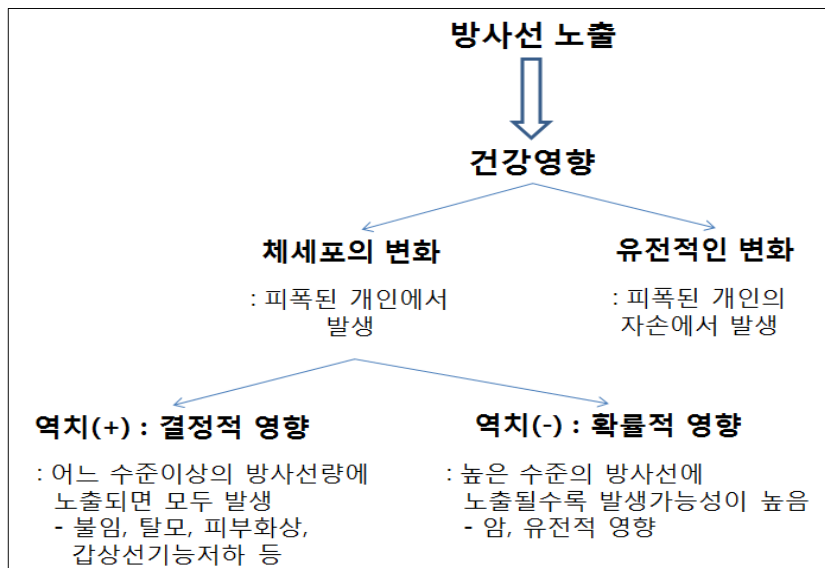 방사선 노출
건강영향
체세포의 변화
: 피폭된 개인에서
발생
유전적인 변화
: 피폭된 개인의
자손에서 발생
역치(+) : 결정적 영향
: 어느 수준이상의 방사선량에
노출되면 모두 발생
- 불임, 탈모, 피부화상,
갑상선기능저하 등
역치(-) : 확률적 영향
: 높은 수준의 방사선에
노출될수록 발생가능성이 높음
- 암, 유전적 영향